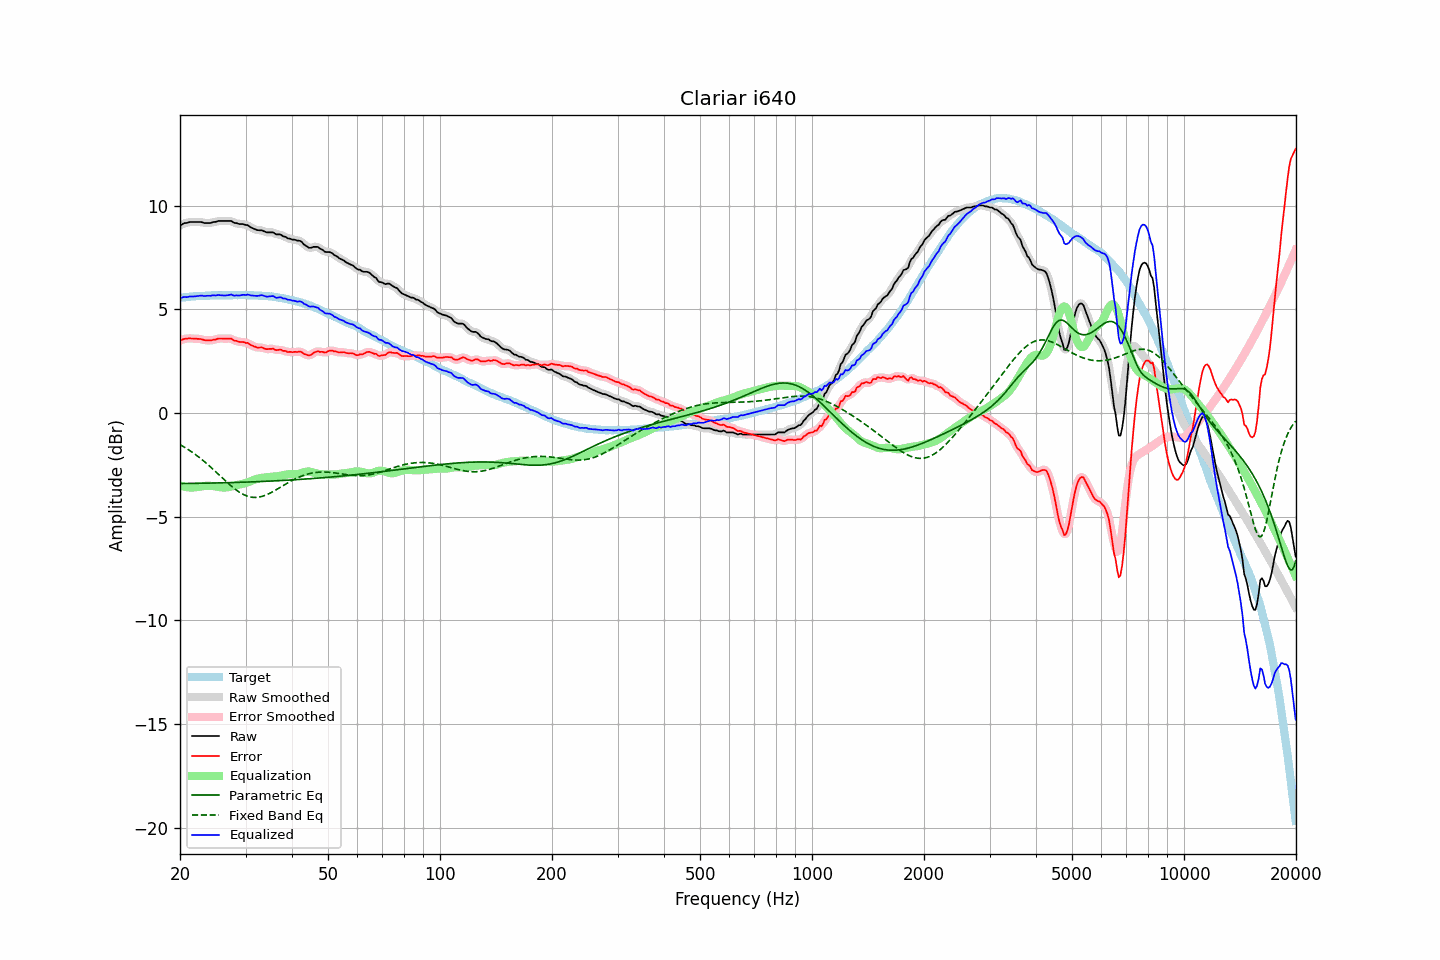 Clariar i640
Amplitude (dBr)
10
5
0
−5
−10
−15
−20
Target
Raw Smoothed
Error Smoothed
Raw
Error
Equalization
Parametric Eq
Fixed Band Eq
Equalized
20 50 100 200 500 1000 2000 5000 10000 20000
Frequency (Hz)